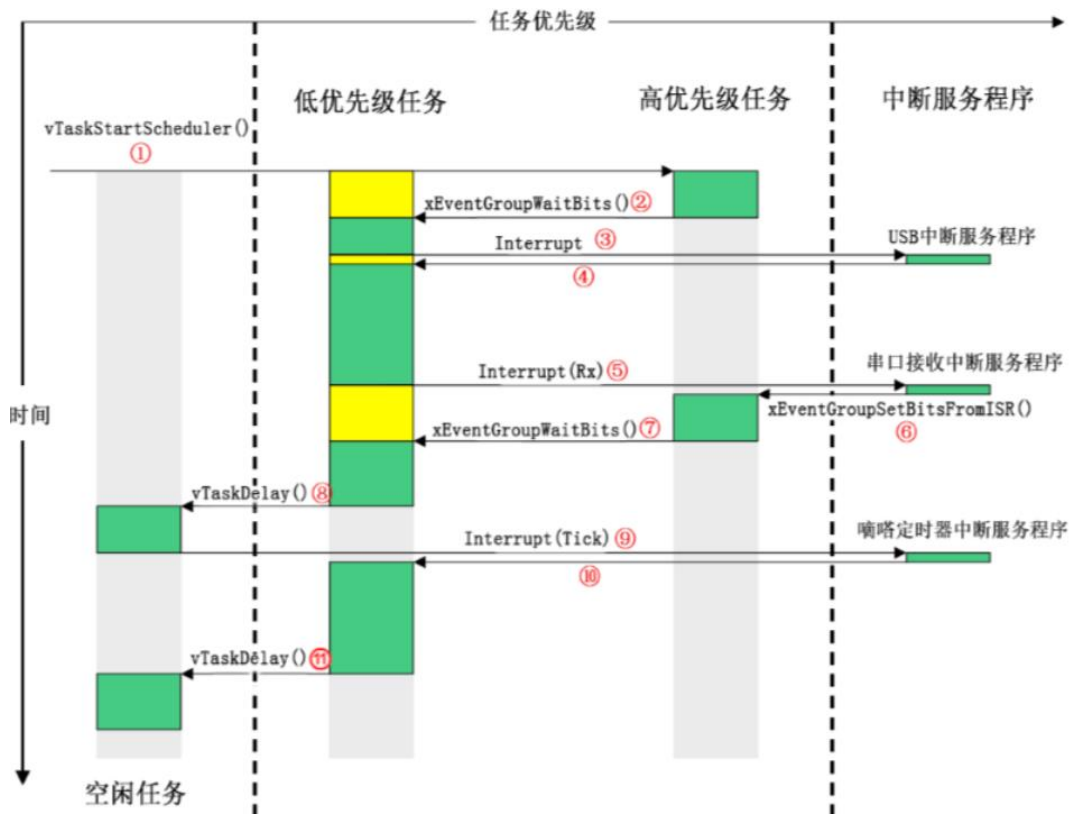 任务优先级
低优先级任务
高优先级任务
中断服务程序
vTaskStartScheduler()
①
xEventGroupWaitBits()②
Interrupt ③
USB中断服务程序
④
Interrupt(Rx)⑤
串口接收中断服务程序
时间
xEventGroupSetBitsFromISR()
⑥
xEventGroupWaitBits()⑦
vTaskDelay()⑧
Interrupt(Tick)⑨
嘀嗒定时器中断服务程序
⑩
vTaskDelay()⑪
空闲任务